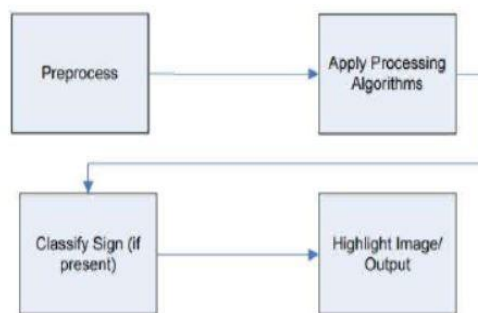 Preprocess
Apply Processing
Algorithms
Classify Sign (if
present)
Highlight Image/
Output